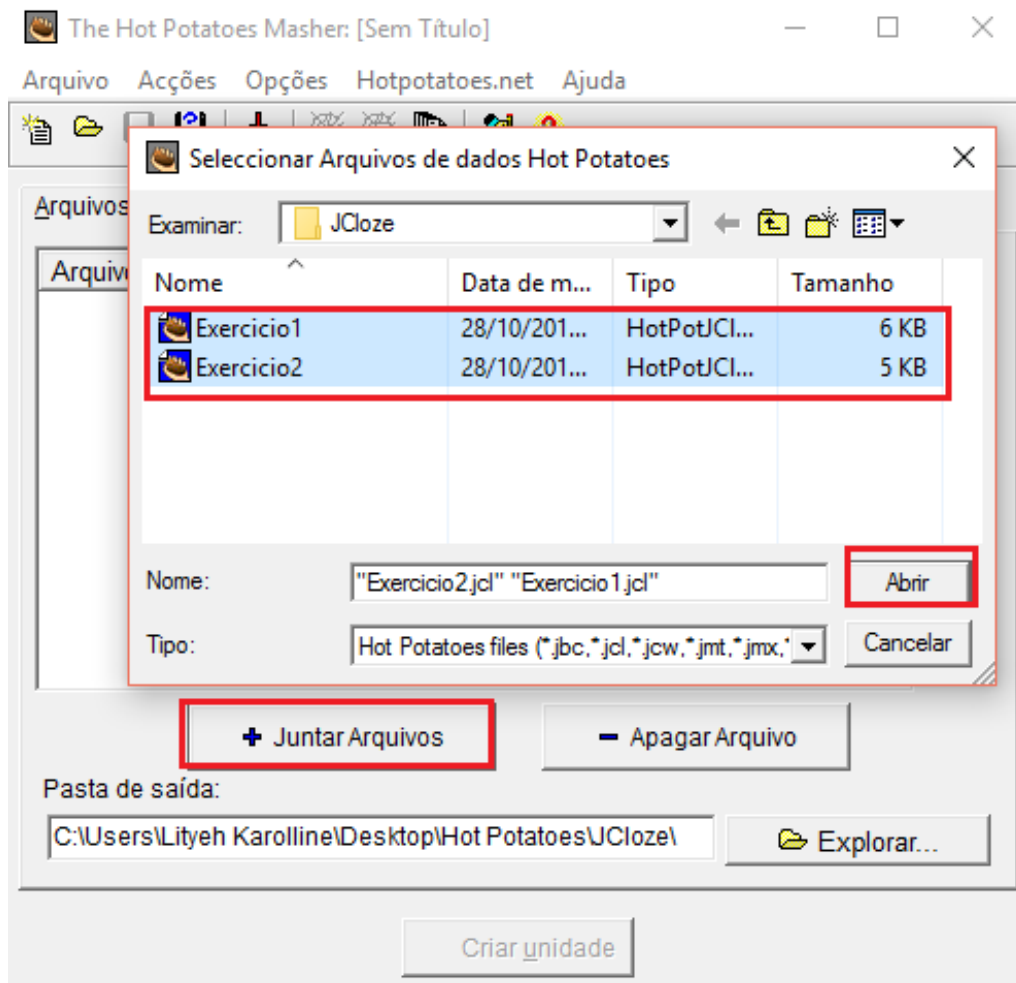 The Hot Potatoes Masher: [Sem Título]
Arquivo Acções Opções Hotpotatoes.net Ajuda
Seleccionar Arquivos de dados Hot Potatoes
Arquivos
Examinar: JCloze
Nome Data de m... Tipo Tamanho
Exercicio1 28/10/201... HotPotJCl... 6 KB
Exercicio2 28/10/201... HotPotJCl... 5 KB
Nome: "Exercicio2.jcl" "Exercicio1.jcl" Abrir
Tipo: Hot Potatoes files (*.jbc,*.jcl,*.jcw,*.jmt,*.jmx,* Cancelar
+ Juntar Arquivos - Apagar Arquivo
Pasta de saída:
C:\Users\Lityeh Karolline\Desktop\Hot Potatoes\JCloze\ Explorar...
Criar unidade